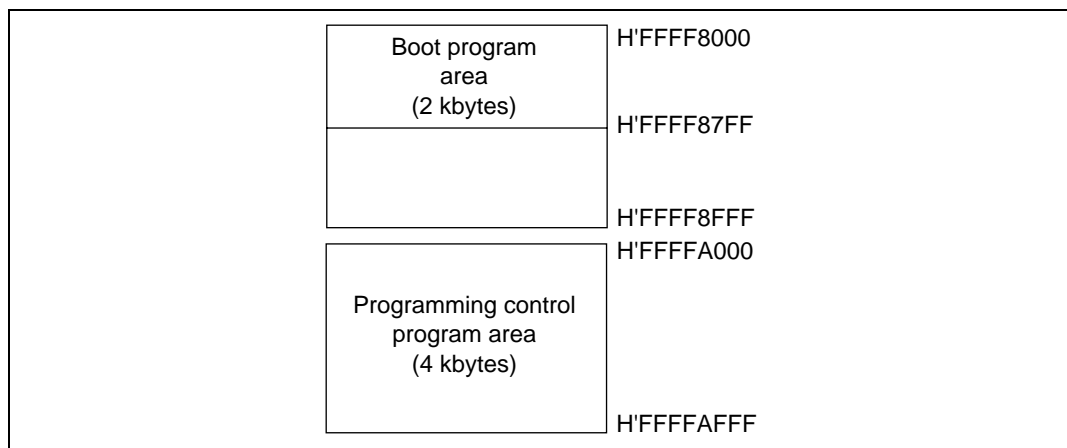 Boot program
area
(2 kbytes)
H'FFFF8000
H'FFFF87FF
H'FFFF8FFF
H'FFFFA000
Programming control
program area
(4 kbytes)
H'FFFFAFFF